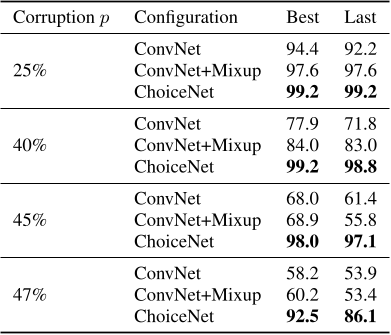 Corruption p Configuration Best Last
25% ConvNet 94.4 92.2
ConvNet+Mixup 97.6 97.6
ChoiceNet 99.2 99.2
40% ConvNet 77.9 71.8
ConvNet+Mixup 84.0 83.0
ChoiceNet 99.2 98.8
45% ConvNet 68.0 61.4
ConvNet+Mixup 68.9 55.8
ChoiceNet 98.0 97.1
47% ConvNet 58.2 53.9
ConvNet+Mixup 60.2 53.4
ChoiceNet 92.5 86.1